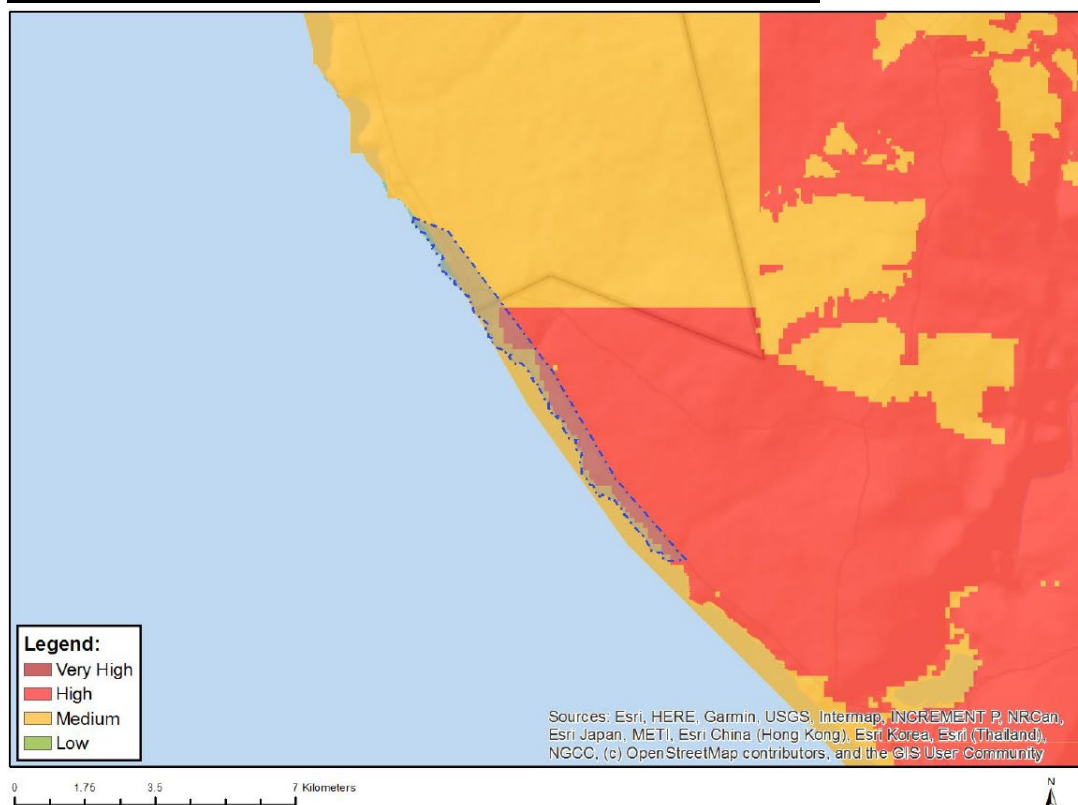 Legend:
Very High
High
Medium
Low
Sources: Esri, HERE, Garmin, USGS, Intermap, INCREMENT P, NRCan,
Esri Japan, METI, Esri China (Hong Kong), Esri Korea, Esri (Thailand),
NGCC, (c) OpenStreetMap contributors, and the GIS User Community
0 1.75 3.5 7 Kilometers
N